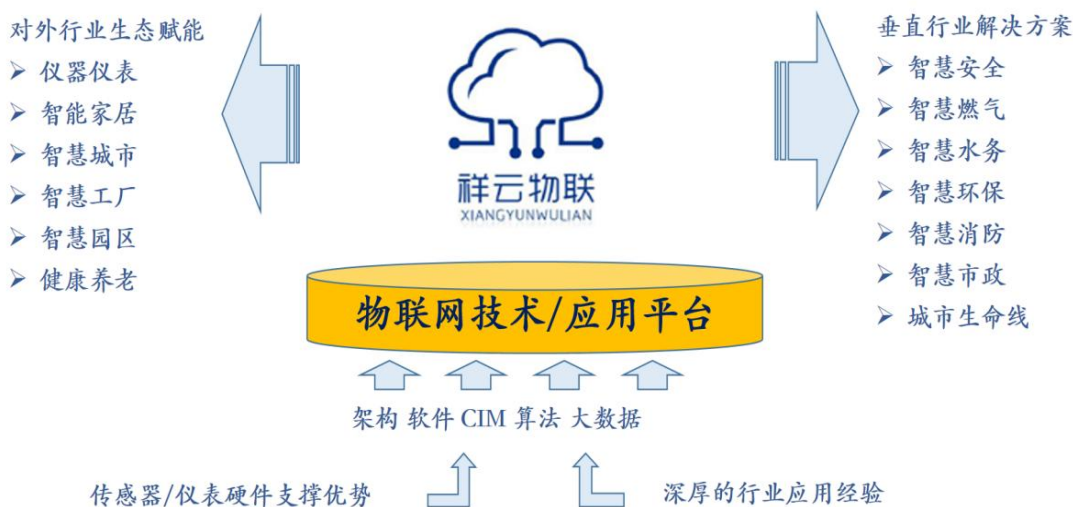 对外行业生态赋能
➢ 仪器仪表
➢ 智能家居
➢ 智慧城市
➢ 智慧工厂
➢ 智慧园区
➢ 健康养老
祥云物联
XIANGYUNWULIAN
垂直行业解决方案
➢ 智慧安全
➢ 智慧燃气
➢ 智慧水务
➢ 智慧环保
➢ 智慧消防
➢ 智慧市政
➢ 城市生命线
物联网技术/应用平台
架构 软件 CIM 算法 大数据
传感器/仪表硬件支撑优势
深厚的行业应用经验